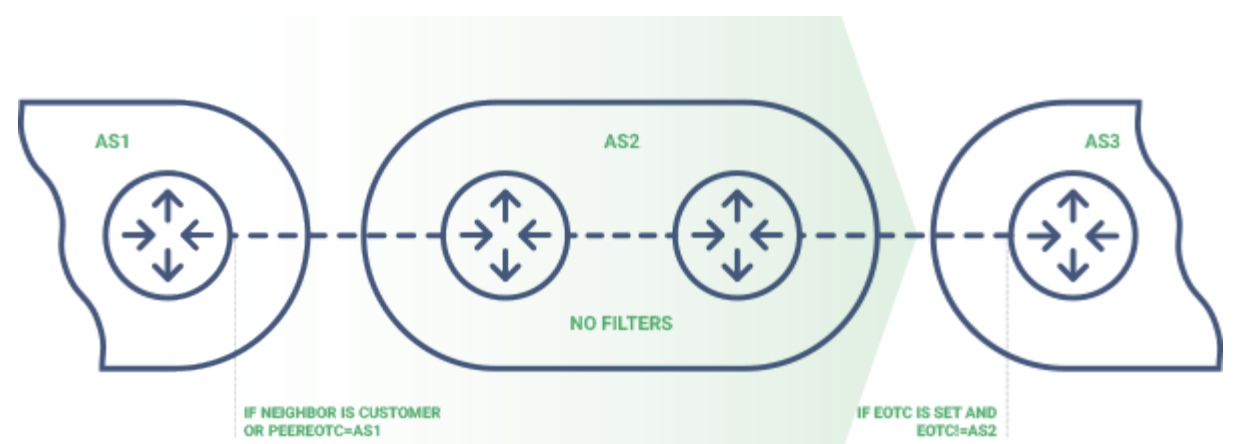 AS1
AS2
AS3
NO FILTERS
IF NEIGHBOR IS CUSTOMER
OR PEEREOTC=AS1
IF EOTC IS SET AND
EOTC!=AS2